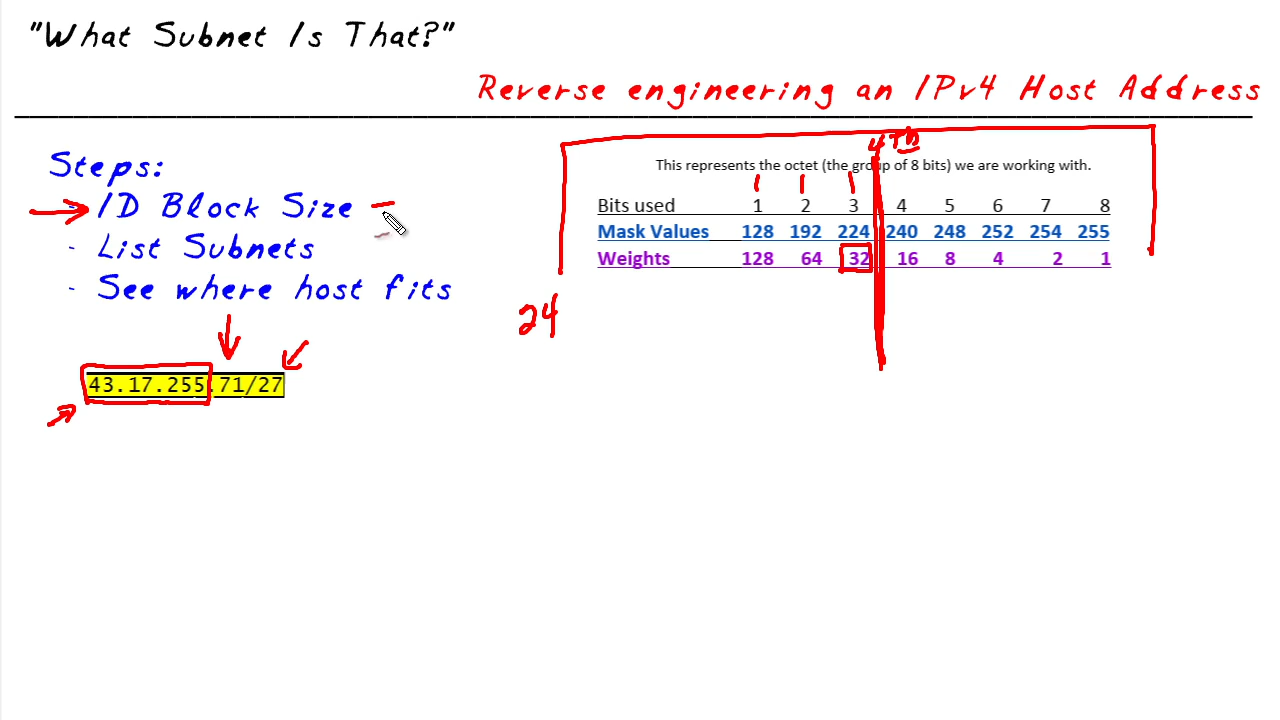 "What Subnet Is That?"
Reverse engineering an IPv4 Host Address
Steps:
- ID Block Size -
- List Subnets
- See where host fits
43.17.255.71/27
4th
This represents the octet (the group of 8 bits) we are working with.
Bits used 1 2 3 4 5 6 7 8
Mask Values 128 192 224 240 248 252 254 255
Weights 128 64 32 16 8 4 2 1
24